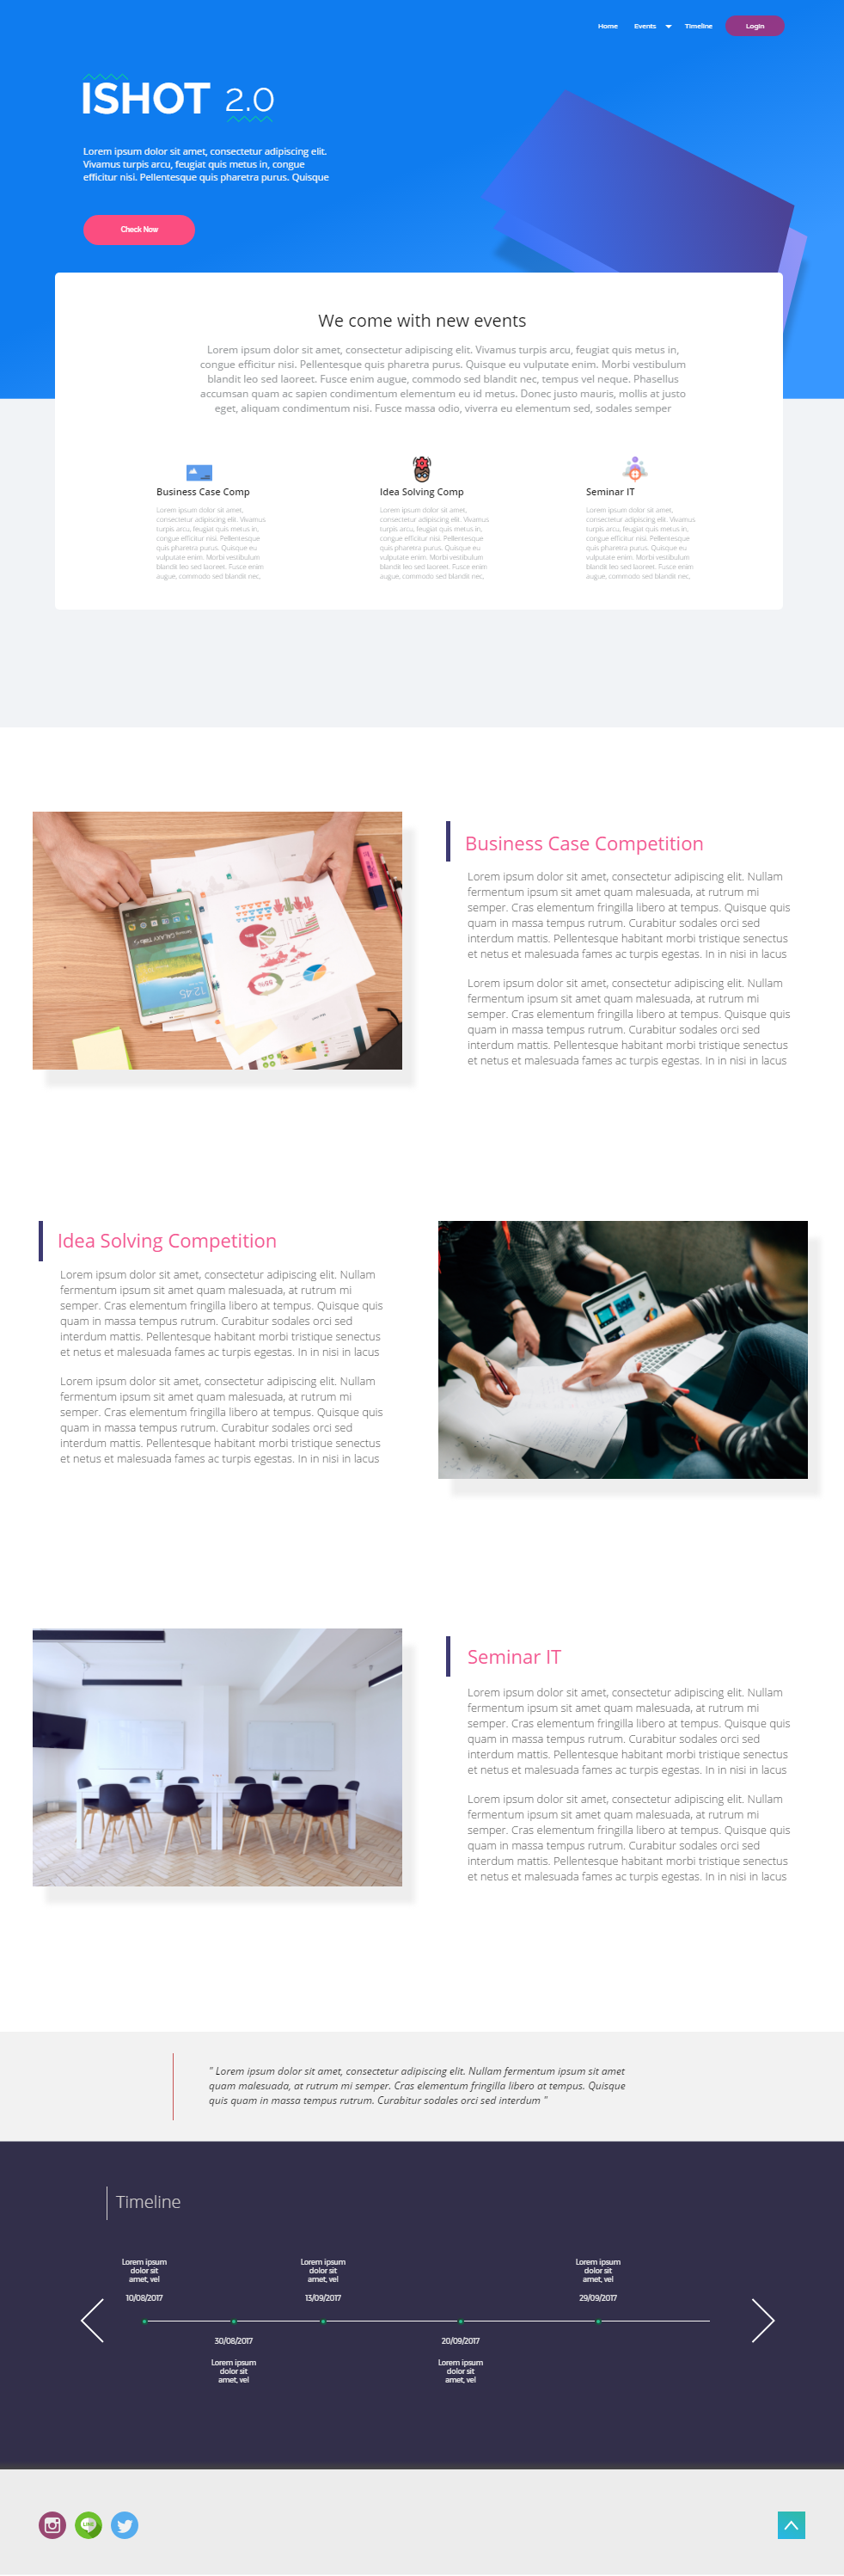 Home Events Timeline Login
ISHOT 2.0
Lorem ipsum dolor sit amet, consectetur adipiscing elit.
Vivamus turpis arcu, feugiat quis metus in, congue
efficitur nisi. Pellentesque quis pharetra purus. Quisque
Check Now
We come with new events
Lorem ipsum dolor sit amet, consectetur adipiscing elit. Vivamus turpis arcu, feugiat quis metus in,
congue efficitur nisi. Pellentesque quis pharetra purus. Quisque eu vulputate enim. Morbi vestibulum
blandit leo sed laoreet. Fusce enim augue, commodo sed blandit nec, tempus vel neque. Phasellus
accumsan quam ac sapien condimentum elementum eu id metus. Donec justo mauris, mollis at justo
eget, aliquam condimentum nisi. Fusce massa odio, viverra eu elementum sed, sodales semper
Business Case Comp
Lorem ipsum dolor sit amet,
consectetur adipiscing elit. Vivamus
turpis arcu, feugiat quis metus in,
congue efficitur nisi. Pellentesque
quis pharetra purus. Quisque eu
vulputate enim. Morbi vestibulum
blandit leo sed laoreet. Fusce enim
augue, commodo sed blandit nec,
Idea Solving Comp
Lorem ipsum dolor sit amet,
consectetur adipiscing elit. Vivamus
turpis arcu, feugiat quis metus in,
congue efficitur nisi. Pellentesque
quis pharetra purus. Quisque eu
vulputate enim. Morbi vestibulum
blandit leo sed laoreet. Fusce enim
augue, commodo sed blandit nec,
Seminar IT
Lorem ipsum dolor sit amet,
consectetur adipiscing elit. Vivamus
turpis arcu, feugiat quis metus in,
congue efficitur nisi. Pellentesque
quis pharetra purus. Quisque eu
vulputate enim. Morbi vestibulum
blandit leo sed laoreet. Fusce enim
augue, commodo sed blandit nec,
Business Case Competition
Lorem ipsum dolor sit amet, consectetur adipiscing elit. Nullam
fermentum ipsum sit amet quam malesuada, at rutrum mi
semper. Cras elementum fringilla libero at tempus. Quisque quis
quam in massa tempus rutrum. Curabitur sodales orci sed
interdum mattis. Pellentesque habitant morbi tristique senectus
et netus et malesuada fames ac turpis egestas. In in nisi in lacus
Lorem ipsum dolor sit amet, consectetur adipiscing elit. Nullam
fermentum ipsum sit amet quam malesuada, at rutrum mi
semper. Cras elementum fringilla libero at tempus. Quisque quis
quam in massa tempus rutrum. Curabitur sodales orci sed
interdum mattis. Pellentesque habitant morbi tristique senectus
et netus et malesuada fames ac turpis egestas. In in nisi in lacus
Idea Solving Competition
Lorem ipsum dolor sit amet, consectetur adipiscing elit. Nullam
fermentum ipsum sit amet quam malesuada, at rutrum mi
semper. Cras elementum fringilla libero at tempus. Quisque quis
quam in massa tempus rutrum. Curabitur sodales orci sed
interdum mattis. Pellentesque habitant morbi tristique senectus
et netus et malesuada fames ac turpis egestas. In in nisi in lacus
Lorem ipsum dolor sit amet, consectetur adipiscing elit. Nullam
fermentum ipsum sit amet quam malesuada, at rutrum mi
semper. Cras elementum fringilla libero at tempus. Quisque quis
quam in massa tempus rutrum. Curabitur sodales orci sed
interdum mattis. Pellentesque habitant morbi tristique senectus
et netus et malesuada fames ac turpis egestas. In in nisi in lacus
Seminar IT
Lorem ipsum dolor sit amet, consectetur adipiscing elit. Nullam
fermentum ipsum sit amet quam malesuada, at rutrum mi
semper. Cras elementum fringilla libero at tempus. Quisque quis
quam in massa tempus rutrum. Curabitur sodales orci sed
interdum mattis. Pellentesque habitant morbi tristique senectus
et netus et malesuada fames ac turpis egestas. In in nisi in lacus
Lorem ipsum dolor sit amet, consectetur adipiscing elit. Nullam
fermentum ipsum sit amet quam malesuada, at rutrum mi
semper. Cras elementum fringilla libero at tempus. Quisque quis
quam in massa tempus rutrum. Curabitur sodales orci sed
interdum mattis. Pellentesque habitant morbi tristique senectus
et netus et malesuada fames ac turpis egestas. In in nisi in lacus
" Lorem ipsum dolor sit amet, consectetur adipiscing elit. Nullam fermentum ipsum sit amet
quam malesuada, at rutrum mi semper. Cras elementum fringilla libero at tempus. Quisque
quis quam in massa tempus rutrum. Curabitur sodales orci sed interdum "
Timeline
Lorem ipsum
dolor sit
amet, vel
10/08/2017
30/08/2017
Lorem ipsum
dolor sit
amet, vel
Lorem ipsum
dolor sit
amet, vel
13/09/2017
20/09/2017
Lorem ipsum
dolor sit
amet, vel
Lorem ipsum
dolor sit
amet, vel
29/09/2017